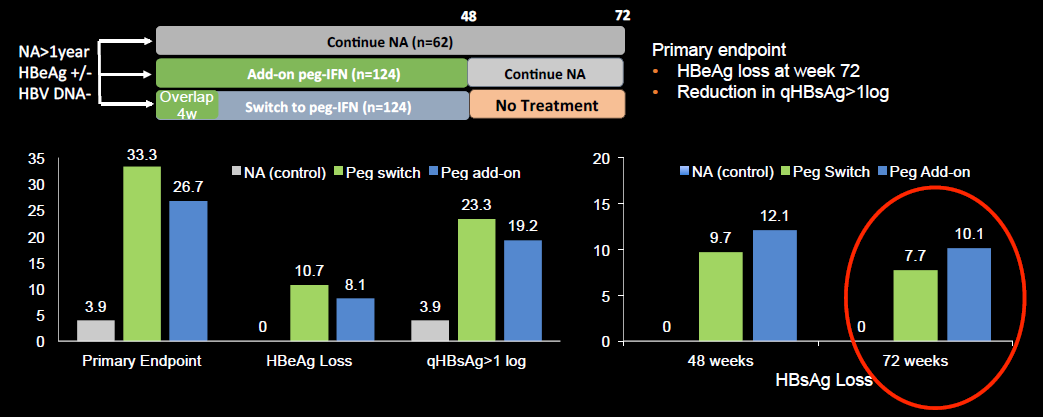 48 72
NA>1year
HBeAg +/-
HBV DNA-
Continue NA (n=62)
Add-on peg-IFN (n=124)
Continue NA
Overlap
4w
Switch to peg-IFN (n=124)
No Treatment
Primary endpoint
• HBeAg loss at week 72
• Reduction in qHBsAg>1log
NA (control) Peg switch Peg add-on
35
30
25
20
15
10
5
0
3.9 33.3 26.7
0 10.7 8.1
3.9 23.3 19.2
Primary Endpoint HBeAg Loss qHBsAg>1 log
NA (control) Peg Switch Peg Add-on
20
15
10
5
0
0 9.7 12.1
0 7.7 10.1
48 weeks 72 weeks
HBsAg Loss